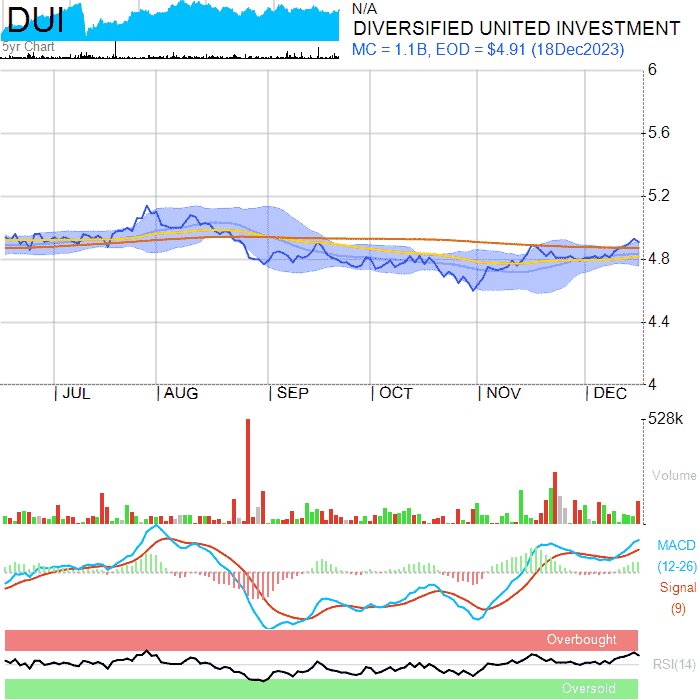 DUI
5yr Chart
N/A
DIVERSIFIED UNITED INVESTMENT
MC = 1.1B, EOD = $4.91 (18Dec2023)
6
5.6
5.2
4.8
4.4
4
JUL AUG SEP OCT NOV DEC
528k
Volume
MACD
(12-26)
Signal
(9)
Overbought
RSI(14)
Oversold